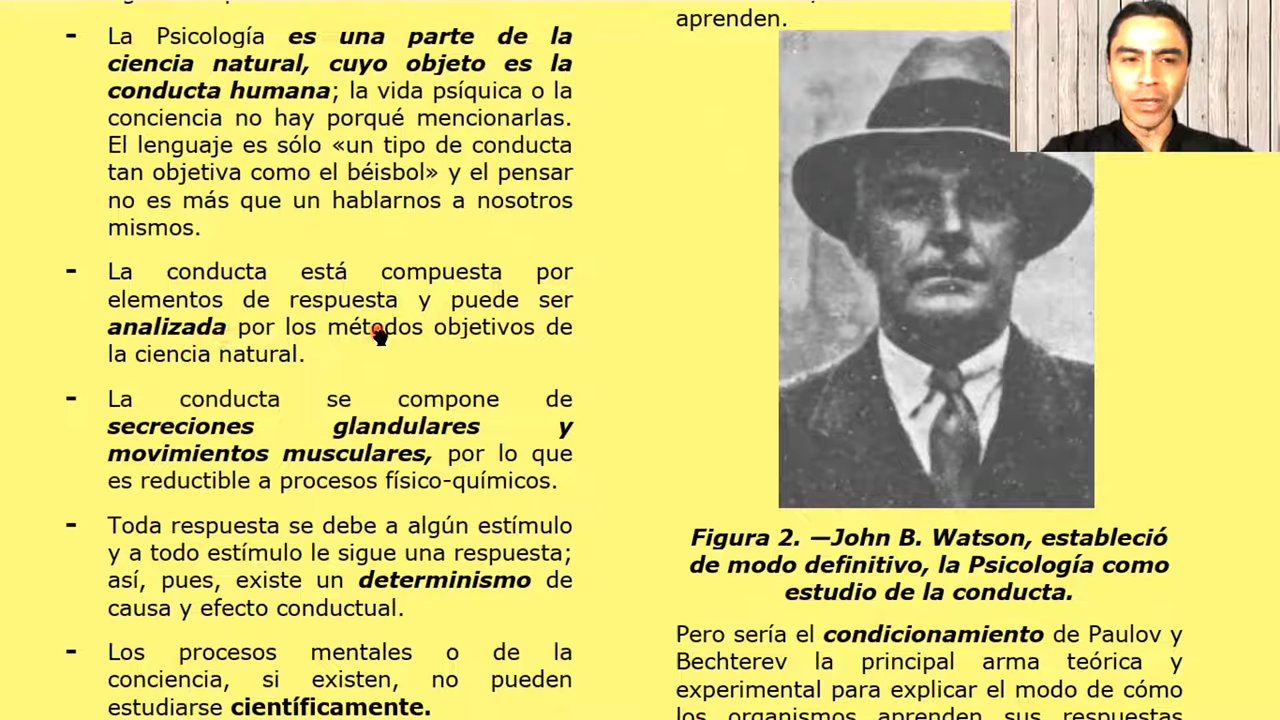 - La Psicología es una parte de la
ciencia natural, cuyo objeto es la
conducta humana; la vida psíquica o la
conciencia no hay porqué mencionarlas.
El lenguaje es sólo «un tipo de conducta
tan objetiva como el béisbol» y el pensar
no es más que un hablarnos a nosotros
mismos.
- La conducta está compuesta por
elementos de respuesta y puede ser
analizada por los métodos objetivos de
la ciencia natural.
- La conducta se compone de
secreciones glandulares y
movimientos musculares, por lo que
es reductible a procesos físico-químicos.
- Toda respuesta se debe a algún estímulo
y a todo estímulo le sigue una respuesta;
así, pues, existe un determinismo de
causa y efecto conductual.
- Los procesos mentales o de la
conciencia, si existen, no pueden
estudiarse científicamente.
aprenden.
Figura 2. —John B. Watson, estableció
de modo definitivo, la Psicología como
estudio de la conducta.
Pero sería el condicionamiento de Paulov y
Bechterev la principal arma teórica y
experimental para explicar el modo de cómo
los organismos aprenden sus respuestas